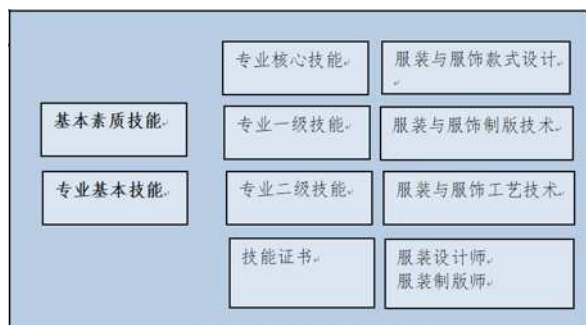 专业核心技能
服装与服饰款式设计
基本素质技能
专业一级技能
服装与服饰制版技术
专业基本技能
专业二级技能
服装与服饰工艺技术
技能证书
服装设计师
服装制版师